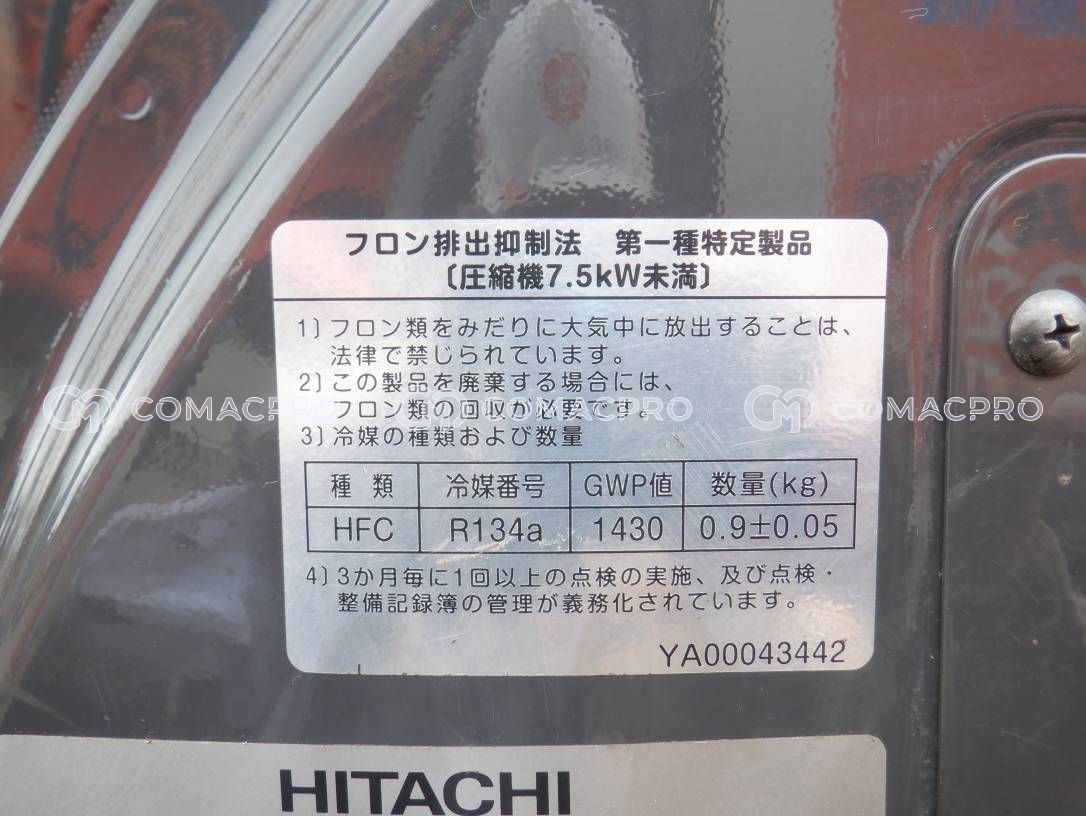 フロン排出抑制法　第一種特定製品
〔圧縮機7.5kW未満〕
1) フロン類をみだりに大気中に放出することは、
法律で禁じられています。
2) この製品を廃棄する場合には、
フロン類の回収が必要です。
COMACPRO COMACPRO COMACPRO
3) 冷媒の種類および数量
種類 冷媒番号 GWP値 数量(kg)
HFC R134a 1430 0.9±0.05
4) 3か月毎に1回以上の点検の実施、及び点検・
整備記録簿の管理が義務化されています。
YA00043442
HITACHI